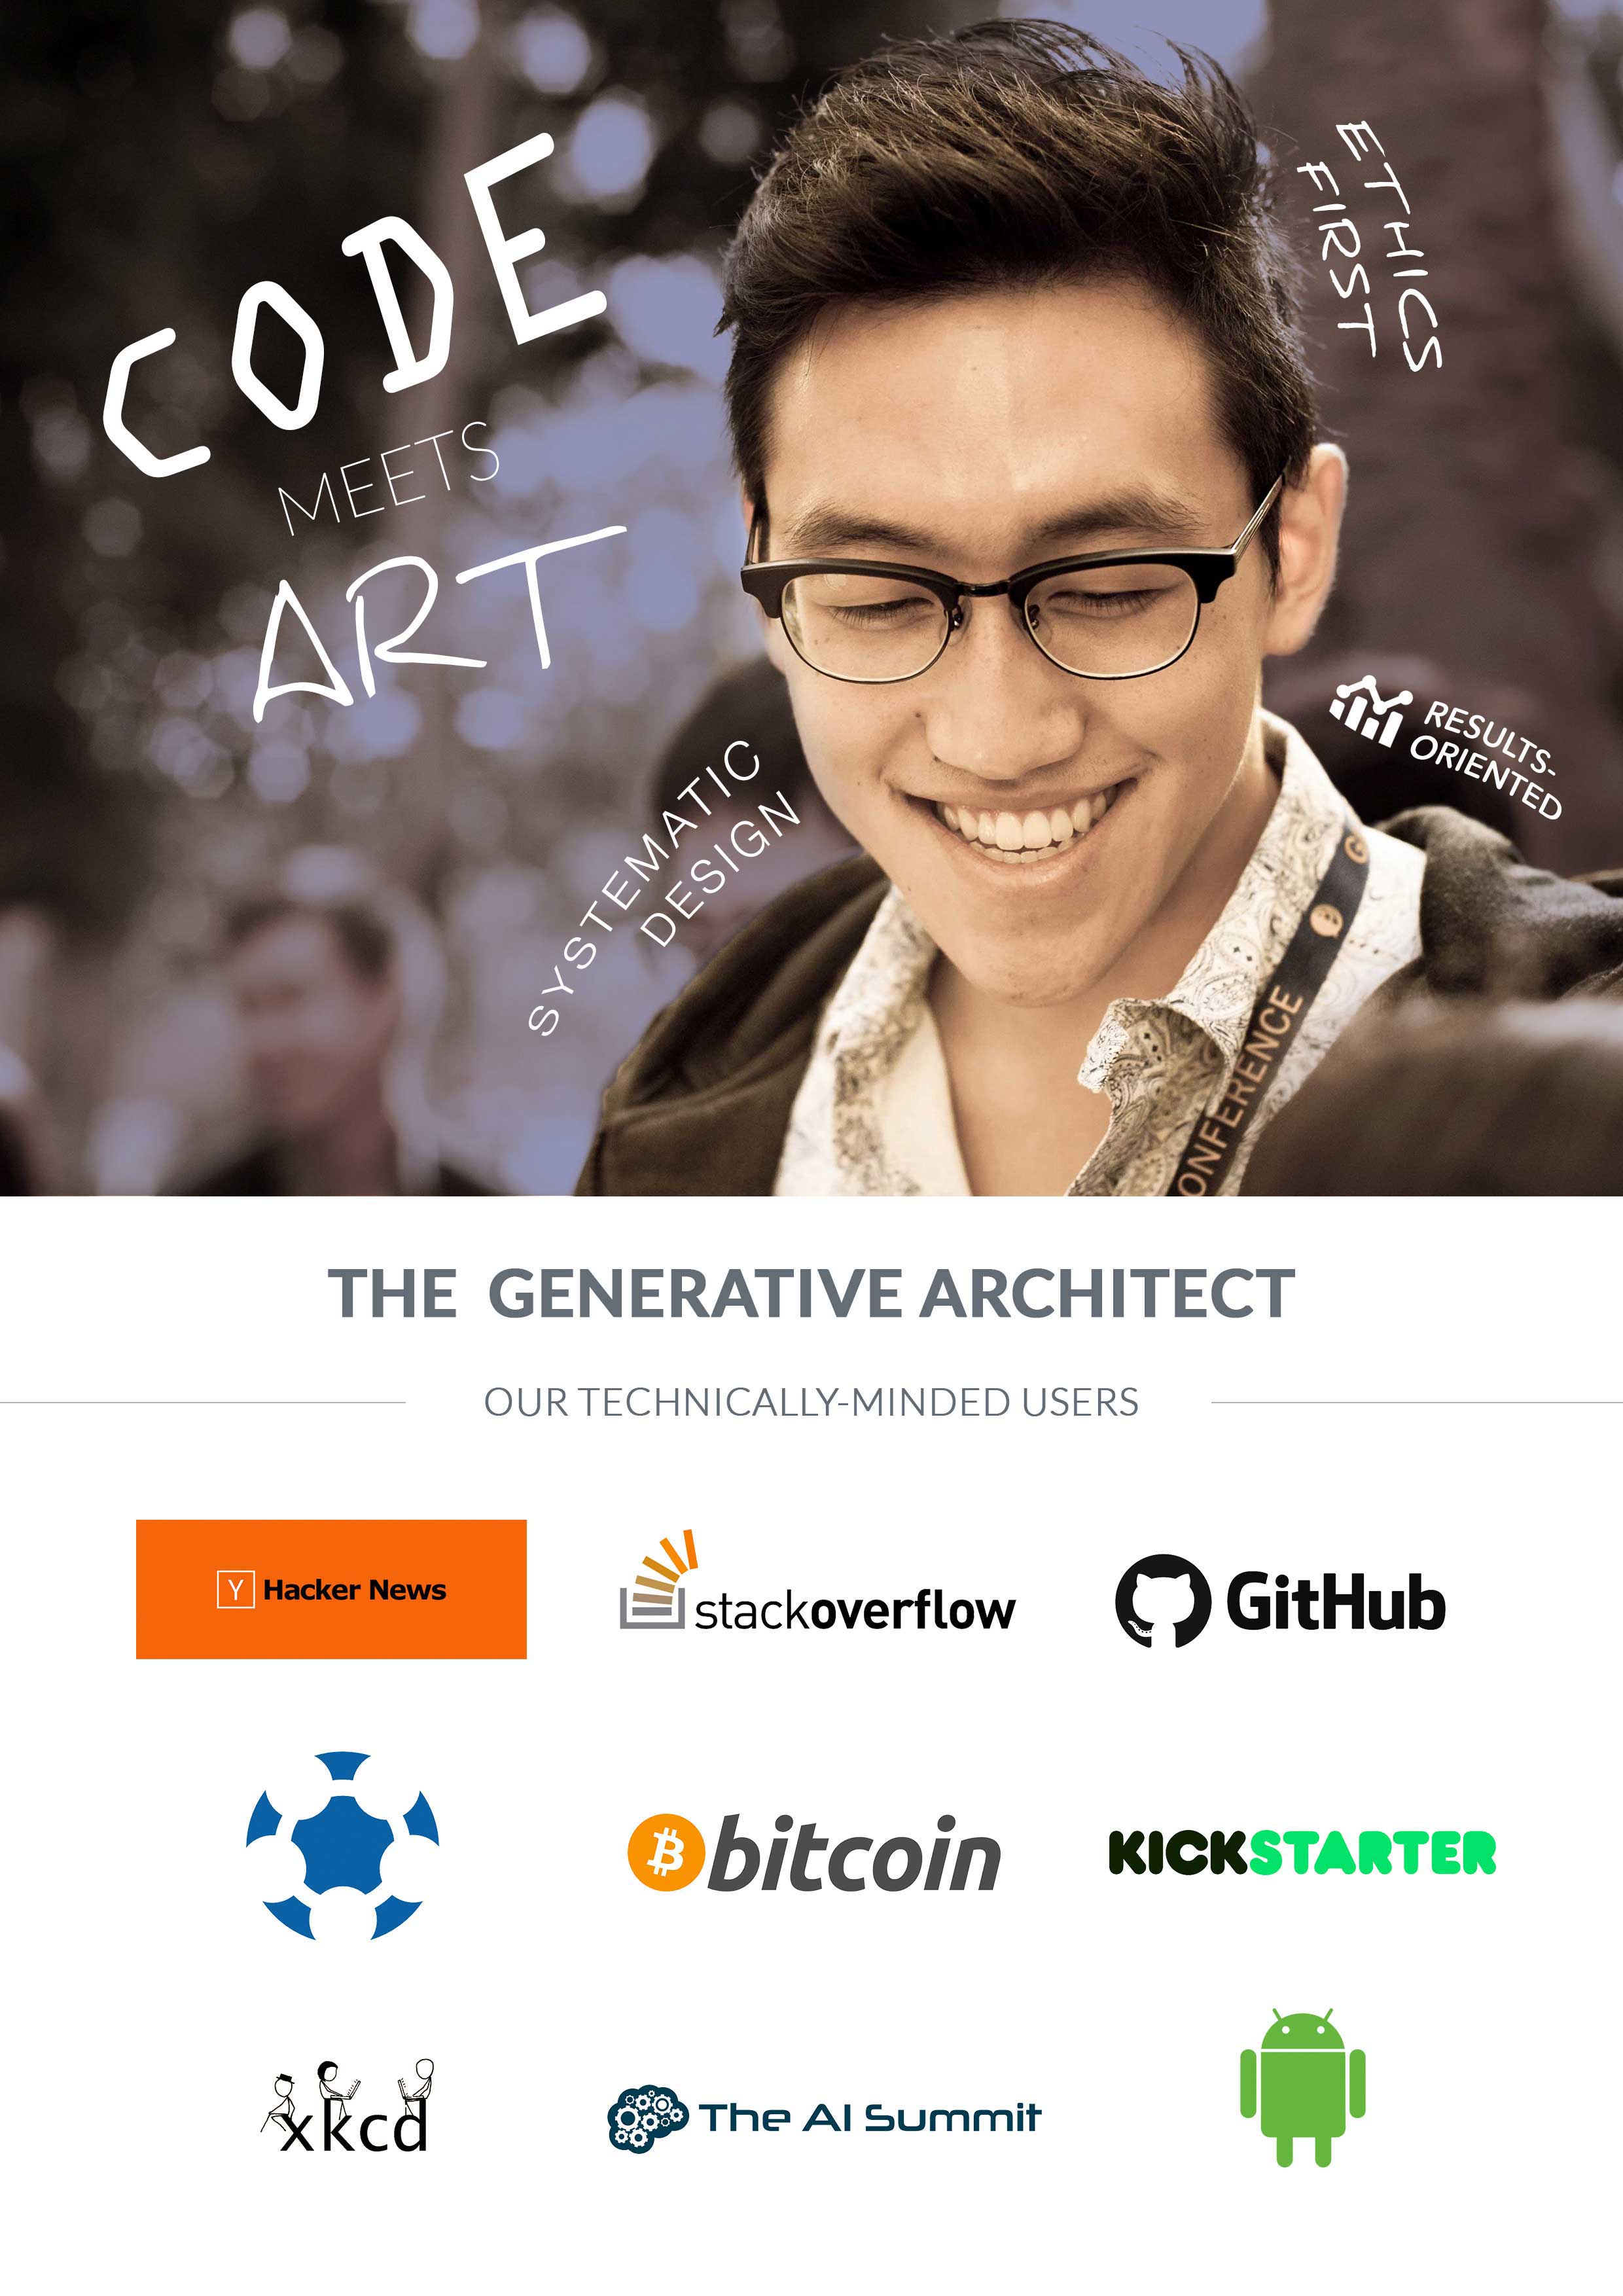 CODE
MEETS
ART
ETHICS
FIRST
RESULTS-
ORIENTED
SYSTEMATIC
DESIGN
ONFERENCE
THE GENERATIVE ARCHITECT
OUR TECHNICALLY-MINDED USERS
Y Hacker News
stackoverflow
GitHub
bitcoin
KICKSTARTER
xkcd
The AI Summit